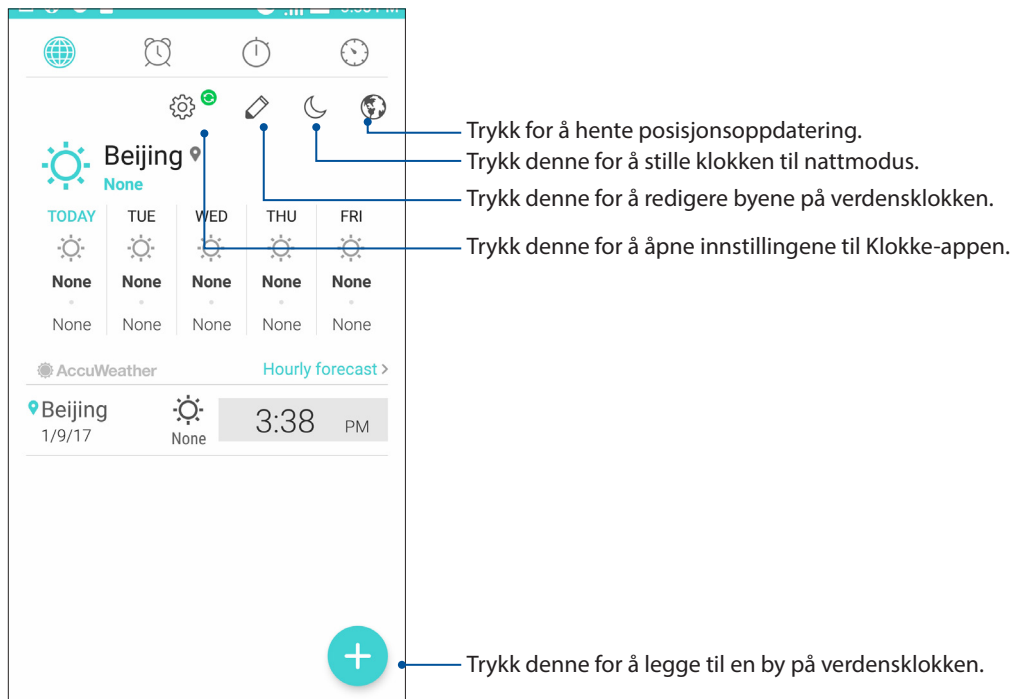 Trykk for å hente posisjonsoppdatering.
Trykk denne for å stille klokken til nattmodus.
Beijing
None
Trykk denne for å redigere byene på verdensklokken.
TODAY TUE WED THU FRI
Trykk denne for å åpne innstillingene til Klokke-appen.
None None None None None
None None None None None
AccuWeather Hourly forecast >
Beijing
3:38 PM
1/9/17
None
Trykk denne for å legge til en by på verdensklokken.